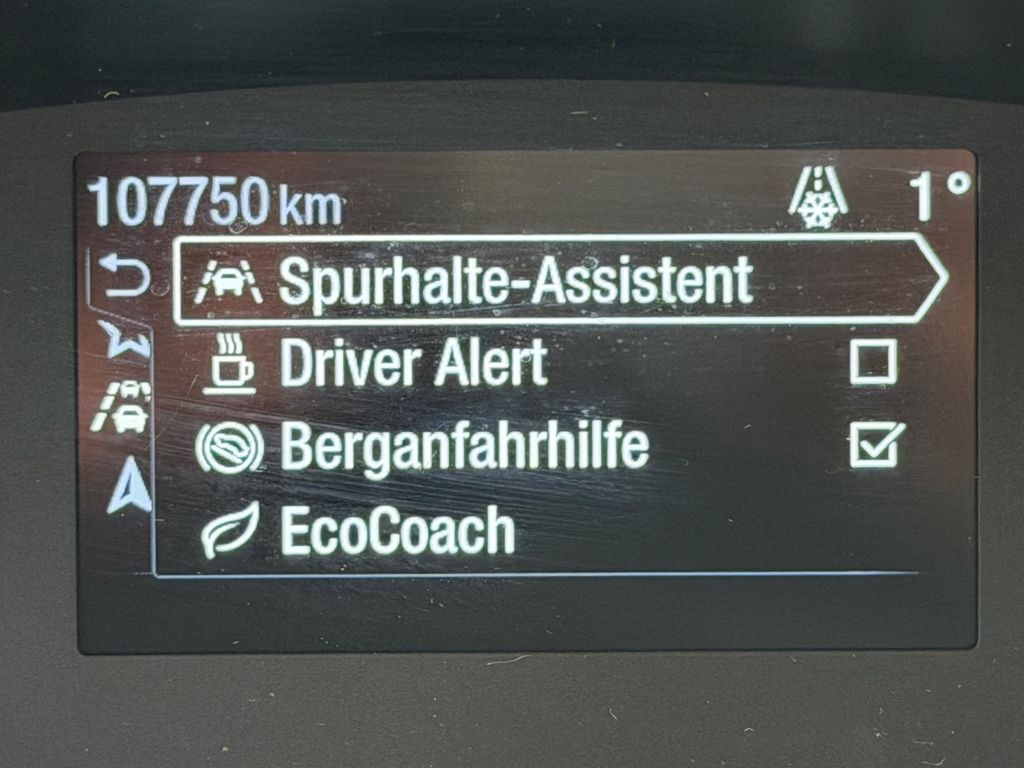 107750 km 1°
Spurhalte-Assistent
Driver Alert
Berganfahrhilfe
EcoCoach